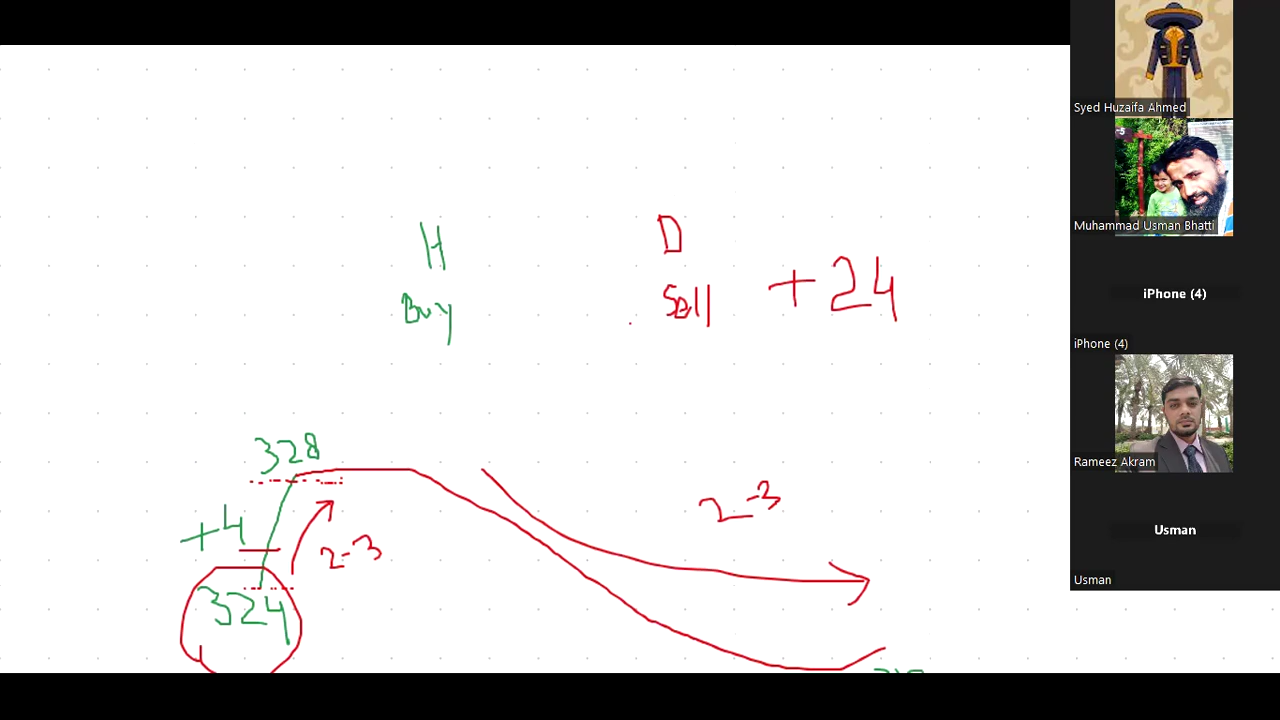 H
D
Buy
Sell
+24
328
+4
2-3
2-3
324
Syed Huzaifa Ahmed
Muhammad Usman Bhatti
iPhone (4)
iPhone (4)
Rameez Akram
Usman
Usman